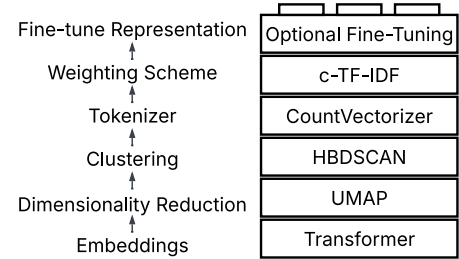 Fine-tune Representation
Optional Fine-Tuning
Weighting Scheme
c-TF-IDF
Tokenizer
CountVectorizer
Clustering
HBDSCAN
Dimensionality Reduction
UMAP
Embeddings
Transformer